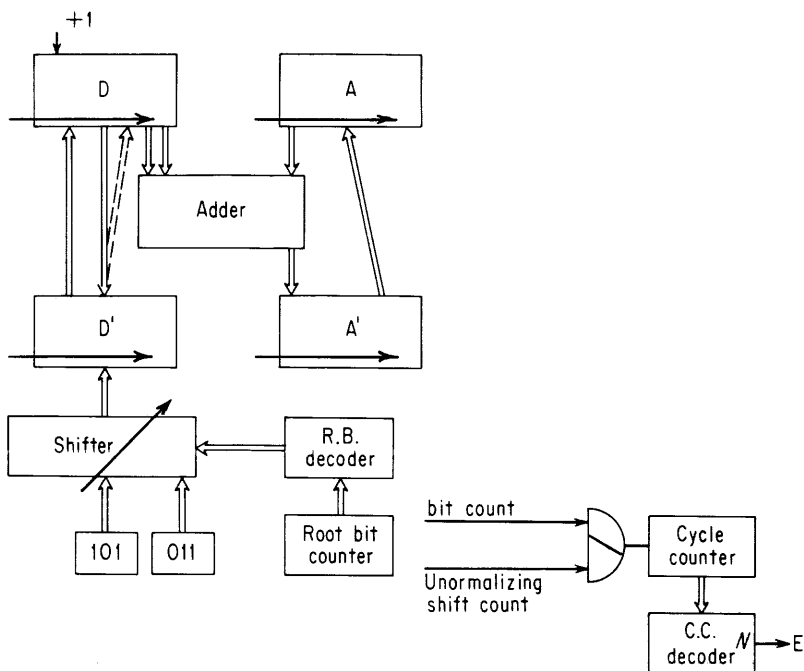 +1
D
A
Adder
D'
A'
Shifter
R.B.
decoder
101
011
Root bit
counter
bit count
Unormalizing
shift count
Cycle
counter
C.C.
decoder
N
E